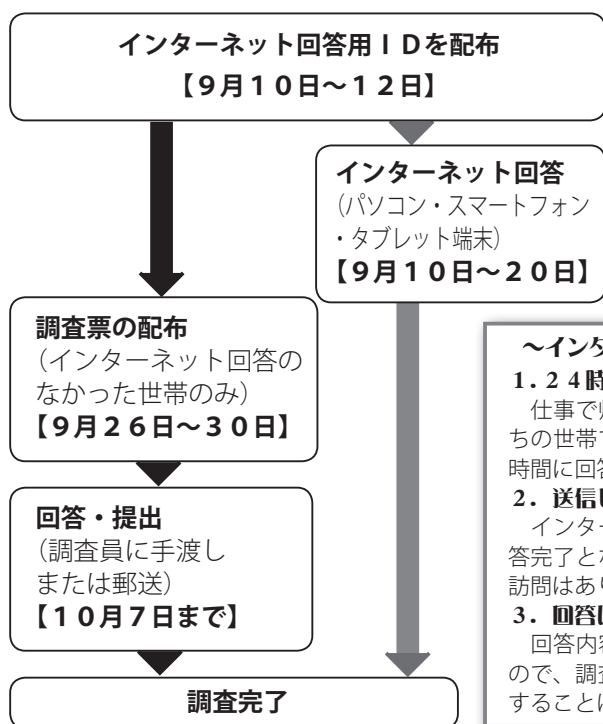 インターネット回答用ＩＤを配布
【９月１０日～１２日】
インターネット回答
（パソコン・スマートフォン
・タブレット端末）
【９月１０日～２０日】
調査票の配布
（インターネット回答の
なかった世帯のみ）
【９月２６日～３０日】
回答・提出
（調査員に手渡し
または郵送）
【１０月７日まで】
調査完了
～インタ
１．２４時
仕事で
ちの世帯
時間に回
２．送信
インター
答完了と
訪問はあ
３．回答
回答内
ので、調
することに